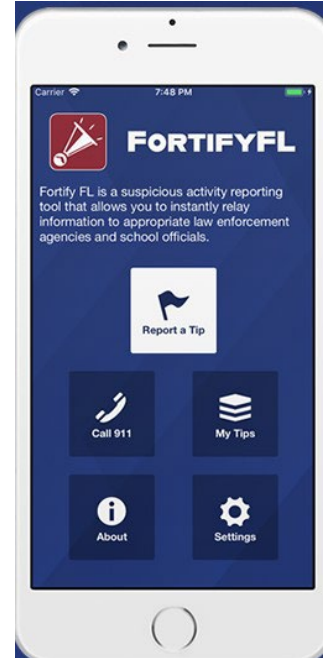 Carrier 7:48 PM
FORTIFYFL
Fortify FL is a suspicious activity reporting
tool that allows you to instantly relay
information to appropriate law enforcement
agencies and school officials.
Report a Tip
Call 911 My Tips
About Settings